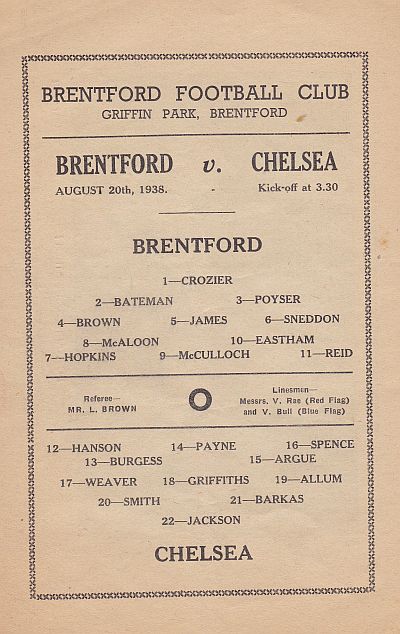 BRENTFORD FOOTBALL CLUB
GRIFFIN PARK, BRENTFORD
BRENTFORD v. CHELSEA
AUGUST 20th, 1938. - Kick-off at 3.30
BRENTFORD
1—CROZIER
2—BATEMAN 3—POYSER
4—BROWN 5—JAMES 6—SNEDDON
8—McALOON 10—EASTHAM
7—HOPKINS 9—McCULLOCH 11—REID
Referee—
MR. L. BROWN
Linesmen—
Messrs. V. Rae (Red Flag)
and V. Bull (Blue Flag)
12—HANSON 14—PAYNE 16—SPENCE
13—BURGESS 15—ARGUE
17—WEAVER 18—GRIFFITHS 19—ALLUM
20—SMITH 21—BARKAS
22—JACKSON
CHELSEA